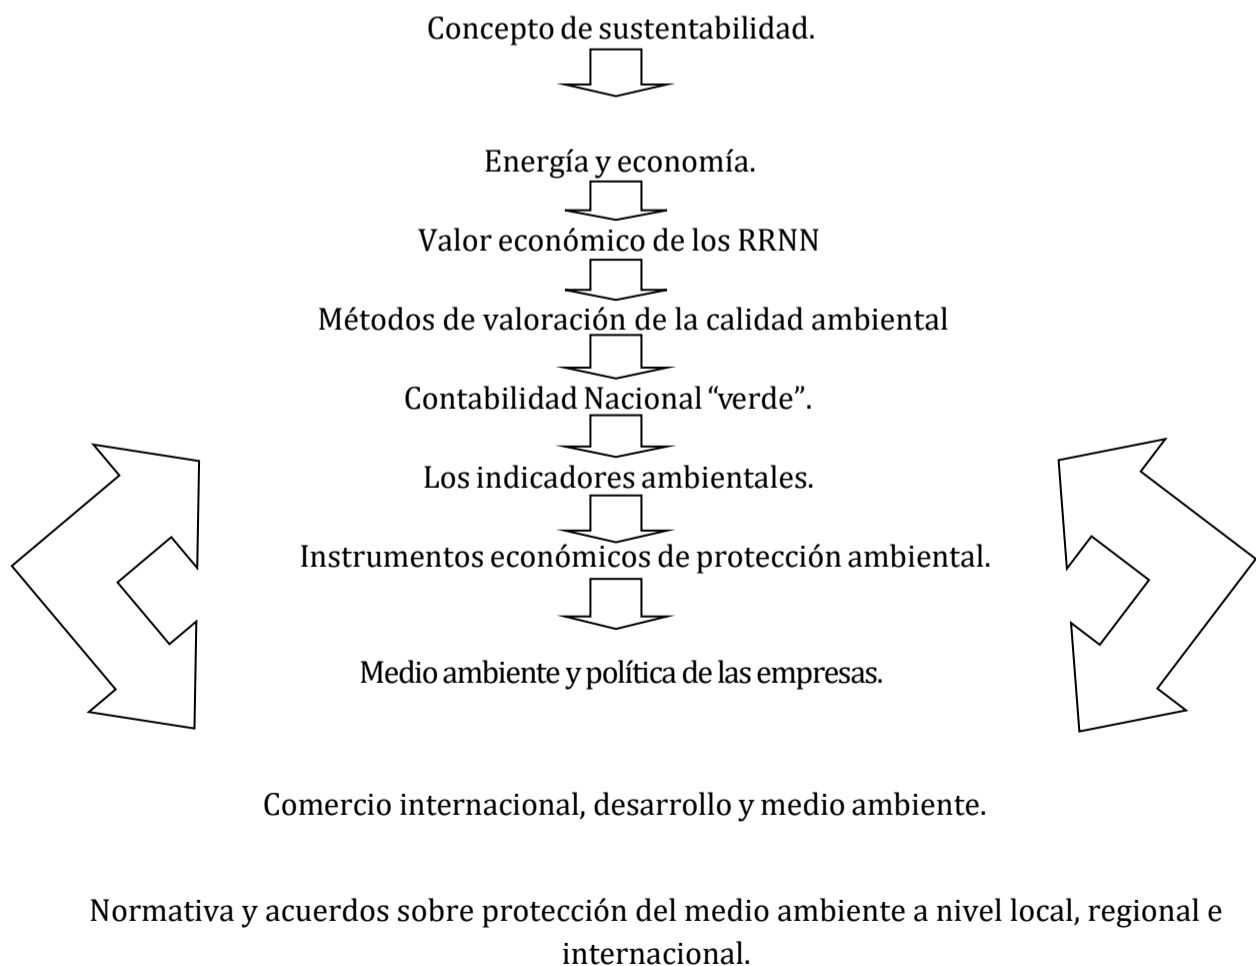 Concepto de sustentabilidad.
Energía y economía.
Valor económico de los RRNN
Métodos de valoración de la calidad ambiental
Contabilidad Nacional “verde”.
Los indicadores ambientales.
Instrumentos económicos de protección ambiental.
Medio ambiente y política de las empresas.
Comercio internacional, desarrollo y medio ambiente.
Normativa y acuerdos sobre protección del medio ambiente a nivel local, regional e
internacional.